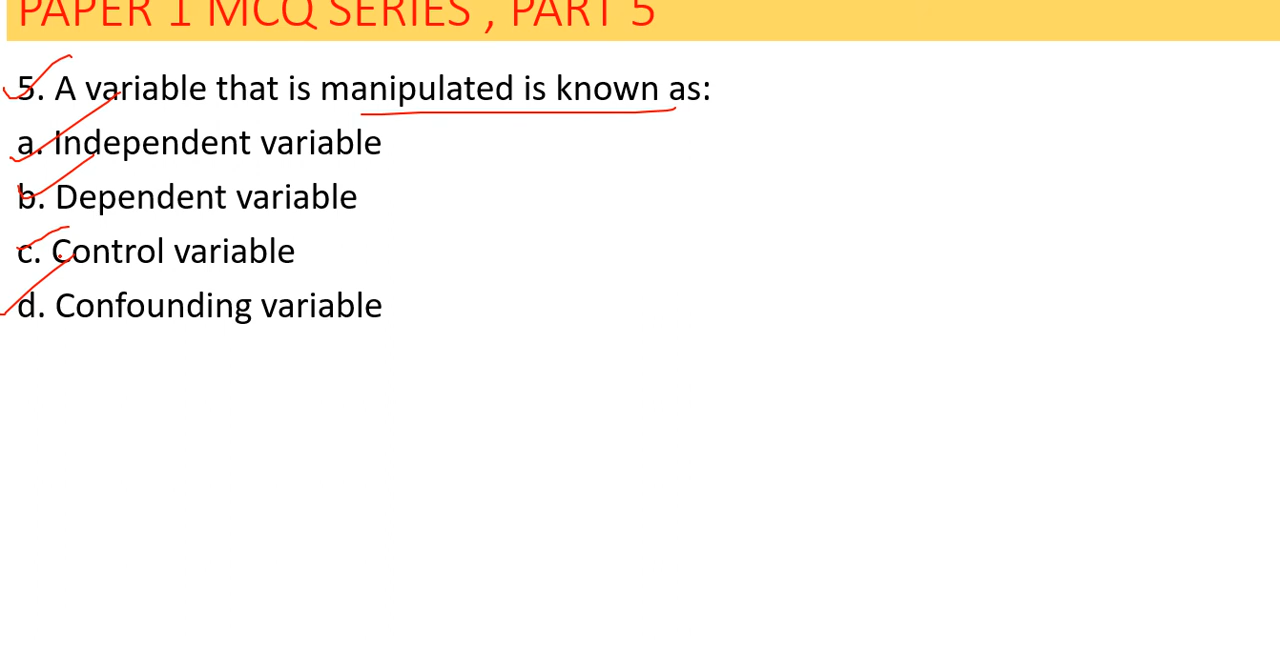 PAPER 1 MCQ SERIES , PART 5
5. A variable that is manipulated is known as:
a. Independent variable
b. Dependent variable
c. Control variable
d. Confounding variable